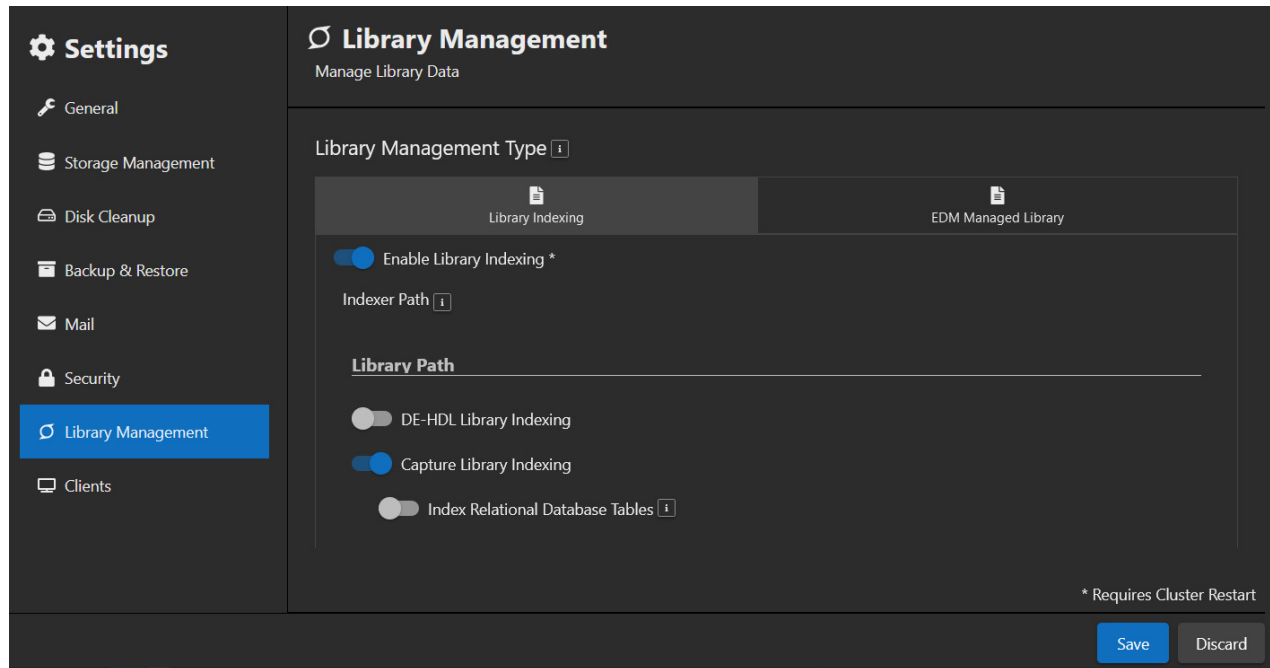 Settings
General
Storage Management
Disk Cleanup
Backup & Restore
Mail
Security
Library Management
Clients
Library Management
Manage Library Data
Library Management Type
Library Indexing
EDM Managed Library
Enable Library Indexing *
Indexer Path
Library Path
DE-HDL Library Indexing
Capture Library Indexing
Index Relational Database Tables
* Requires Cluster Restart
Save
Discard